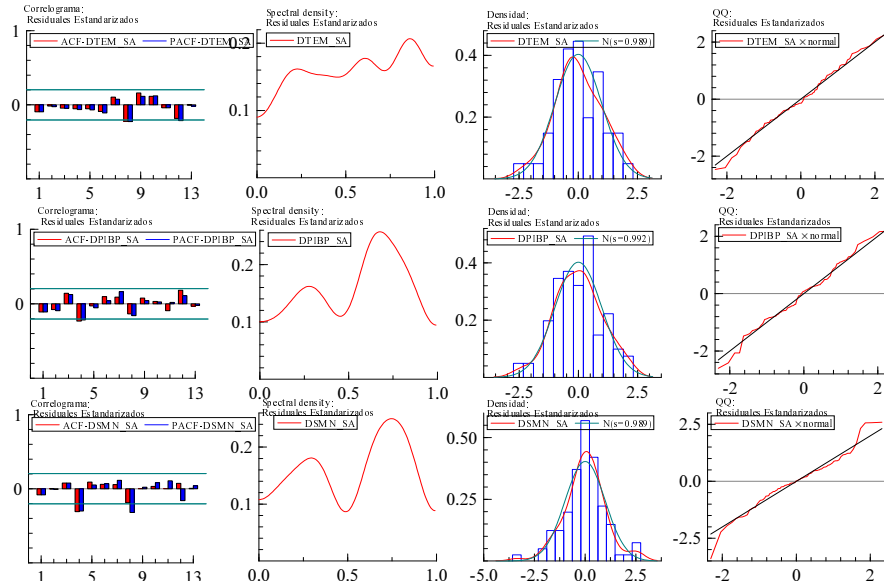 Correlograma:
Residuales Estandarizados
ACF-DTEM_SA PACF-DTEM_SA
1
0
1 5 9 13
Spectral density:
Residuales Estandarizados
DTEM_SA
0.2
0.1
0.0 0.5 1.0
Densidad:
Residuales Estandarizados
DTEM_SA N(s=0.989)
0.4
0.2
-2.5 0.0 2.5
QQ:
Residuales Estandarizados
DTEM_SA × normal
2
0
-2
-2 0 2
Correlograma:
Residuales Estandarizados
ACF-DPIBP_SA PACF-DPIBP_SA
1
0
1 5 9 13
Spectral density:
Residuales Estandarizados
DPIBP_SA
0.2
0.1
0.0 0.5 1.0
Densidad:
Residuales Estandarizados
DPIBP_SA N(s=0.992)
0.4
0.2
-2.5 0.0 2.5
QQ:
Residuales Estandarizados
DPIBP_SA × normal
2
0
-2
-2 0 2
Correlograma:
Residuales Estandarizados
ACF-DSMN_SA PACF-DSMN_SA
1
0
1 5 9 13
Spectral density:
Residuales Estandarizados
DSMN_SA
0.2
0.1
0.0 0.5 1.0
Densidad:
Residuales Estandarizados
DSMN_SA N(s=0.989)
0.50
0.25
-5.0 -2.5 0.0 2.5
QQ:
Residuales Estandarizados
DSMN_SA × normal
2.5
0.0
-2.5
-2 0 2